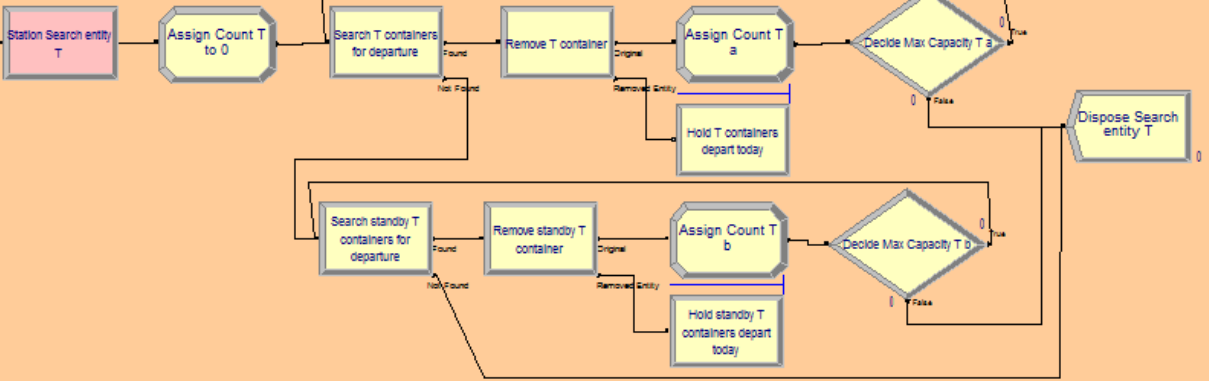 Station Search entity
T
Assign Count T
to 0
Search T containers
for departure
Found
Not Found
Remove T container
Original
Removed Entity
Assign Count T
a
Hold T containers
depart today
Decide Max Capacity T a
0
True
0
False
Dispose Search
entity T
0
Search standby T
containers for
departure
Found
Not Found
Remove standby T
container
Original
Removed Entity
Assign Count T
b
Hold standby T
containers depart
today
Decide Max Capacity T b
0
True
0
False